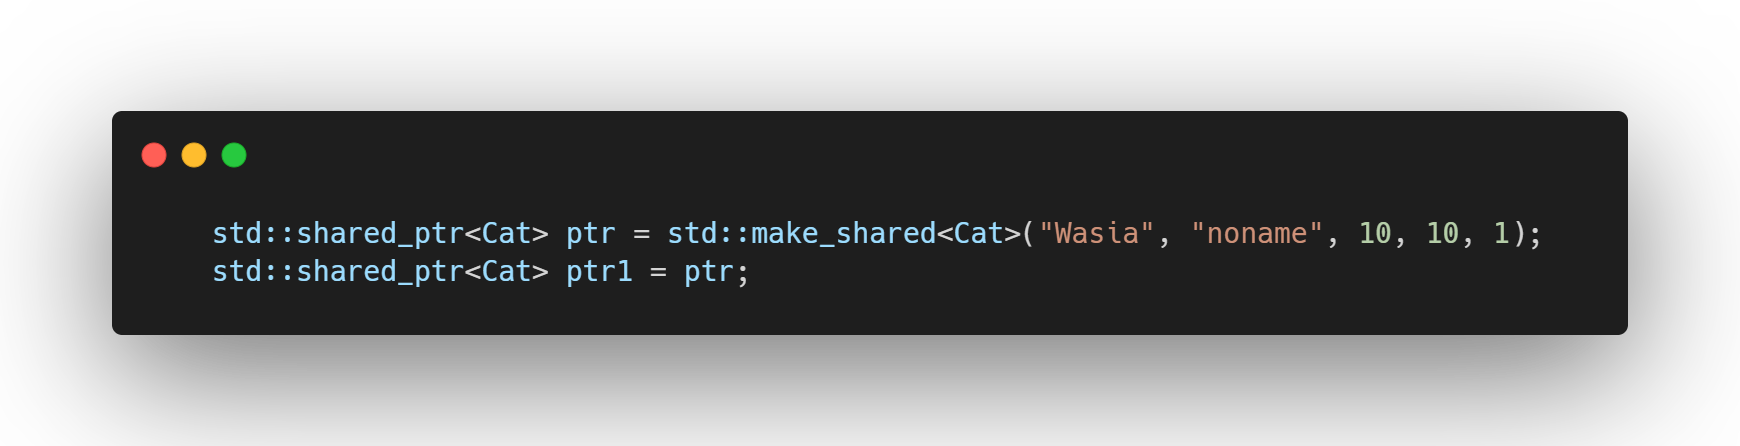 std::shared_ptr<Cat> ptr = std::make_shared<Cat>("Wasia", "noname", 10, 10, 1);
std::shared_ptr<Cat> ptr1 = ptr;